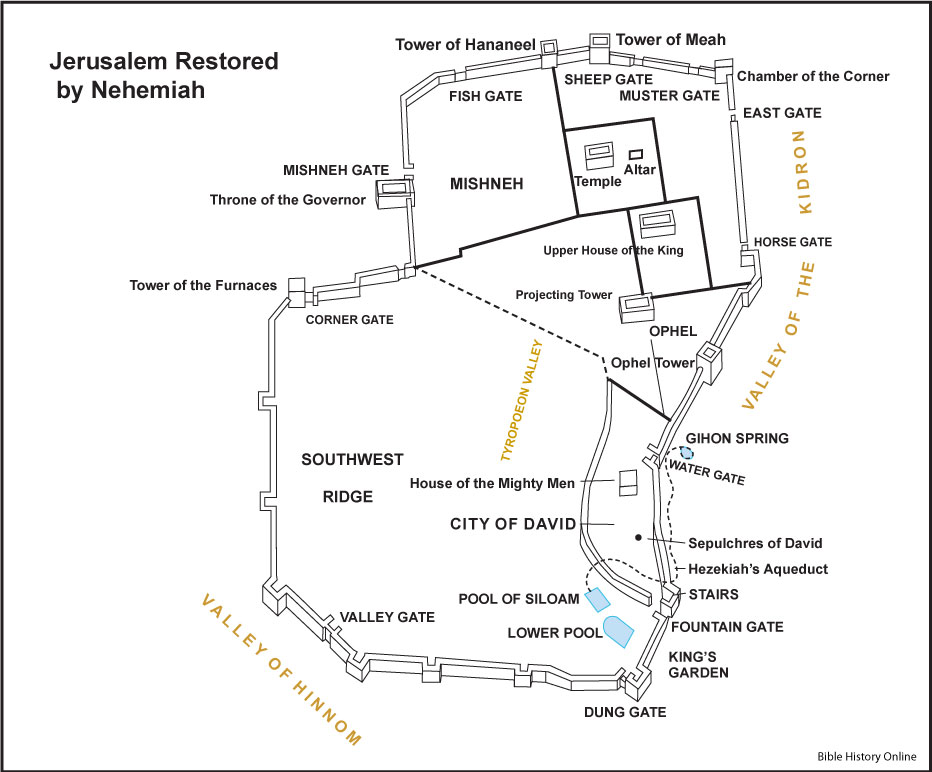 Jerusalem Restored
by Nehemiah
Tower of Hananeel
Tower of Meah
SHEEP GATE
Chamber of the Corner
FISH GATE
MUSTER GATE
EAST GATE
MISHNEH GATE
MISHNEH
Temple
Altar
Throne of the Governor
VALLEY OF THE KIDRON
Upper House of the King
HORSE GATE
Tower of the Furnaces
Projecting Tower
CORNER GATE
OPHEL
Ophel Tower
TYROPOEON VALLEY
GIHON SPRING
SOUTHWEST
RIDGE
WATER GATE
House of the Mighty Men
CITY OF DAVID
Sepulchres of David
Hezekiah's Aqueduct
POOL OF SILOAM
STAIRS
VALLEY GATE
LOWER POOL
FOUNTAIN GATE
VALLEY OF HINNOM
KING'S
GARDEN
DUNG GATE
Bible History Online